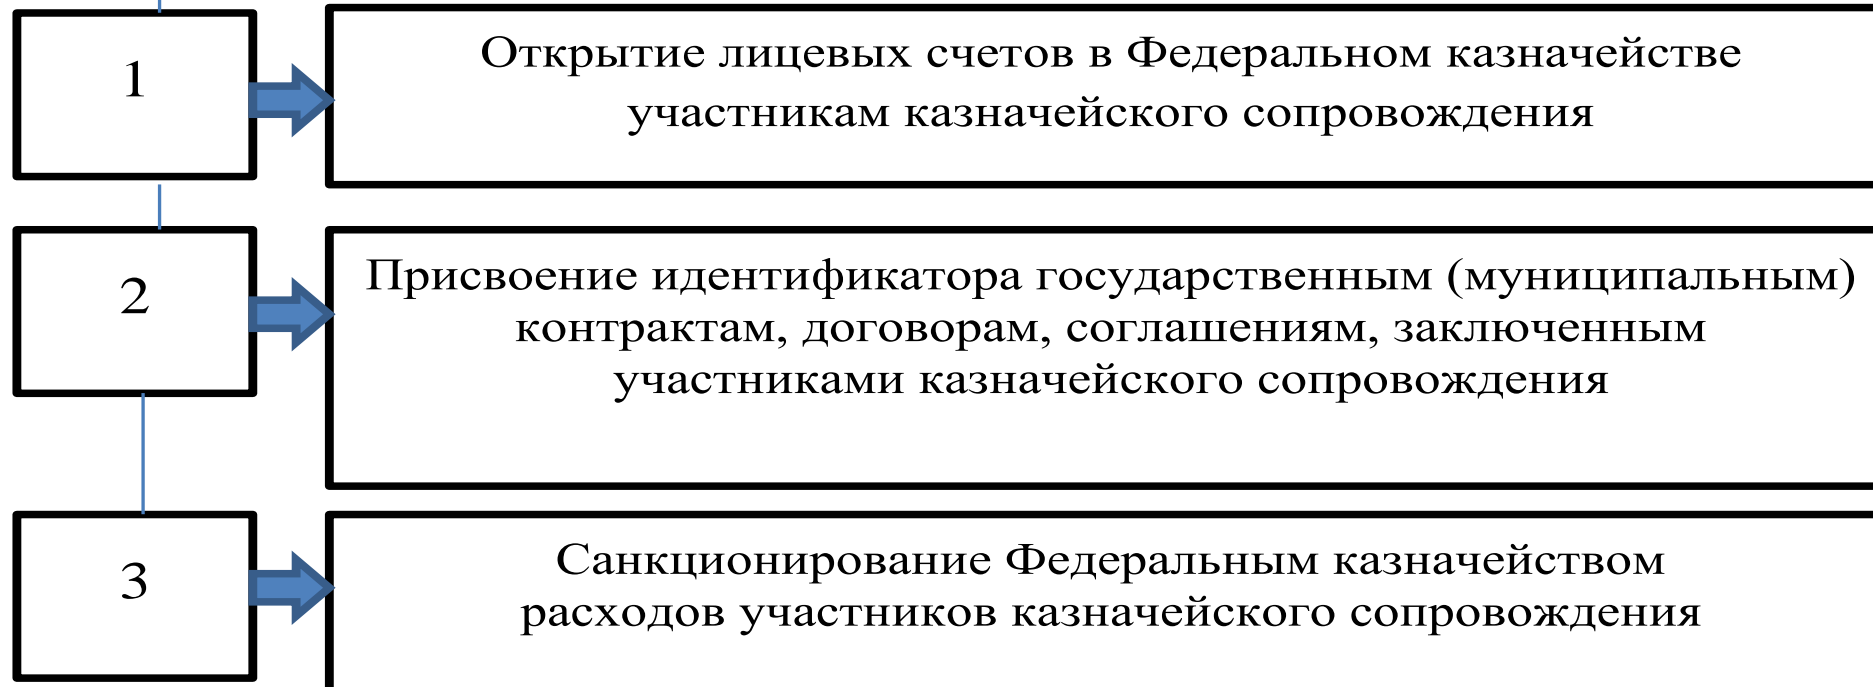 1
Открытие лицевых счетов в Федеральном казначействе
участникам казначейского сопровождения
2
Присвоение идентификатора государственным (муниципальным)
контрактам, договорам, соглашениям, заключенным
участниками казначейского сопровождения
3
Санкционирование Федеральным казначейством
расходов участников казначейского сопровождения